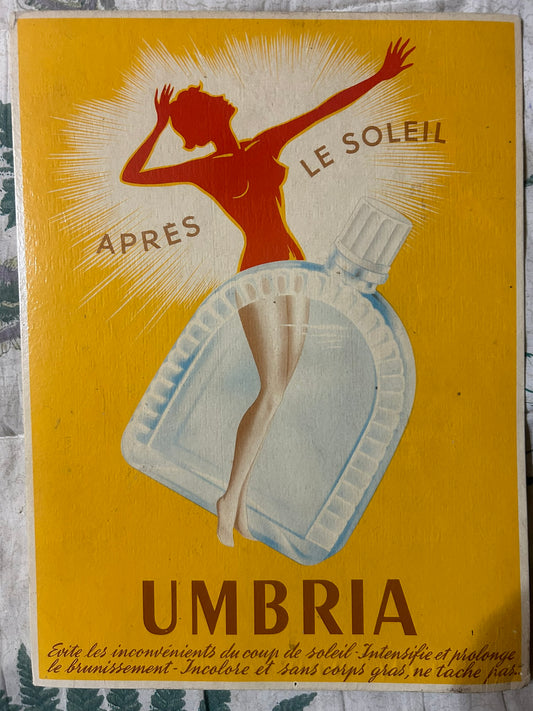 APRÈS
LE SOLEIL
UMBRIA
Evite les inconvénients du coup de soleil - Intensifie et prolonge
le brunissement - Incolore et sans corps gras, ne tache pas.